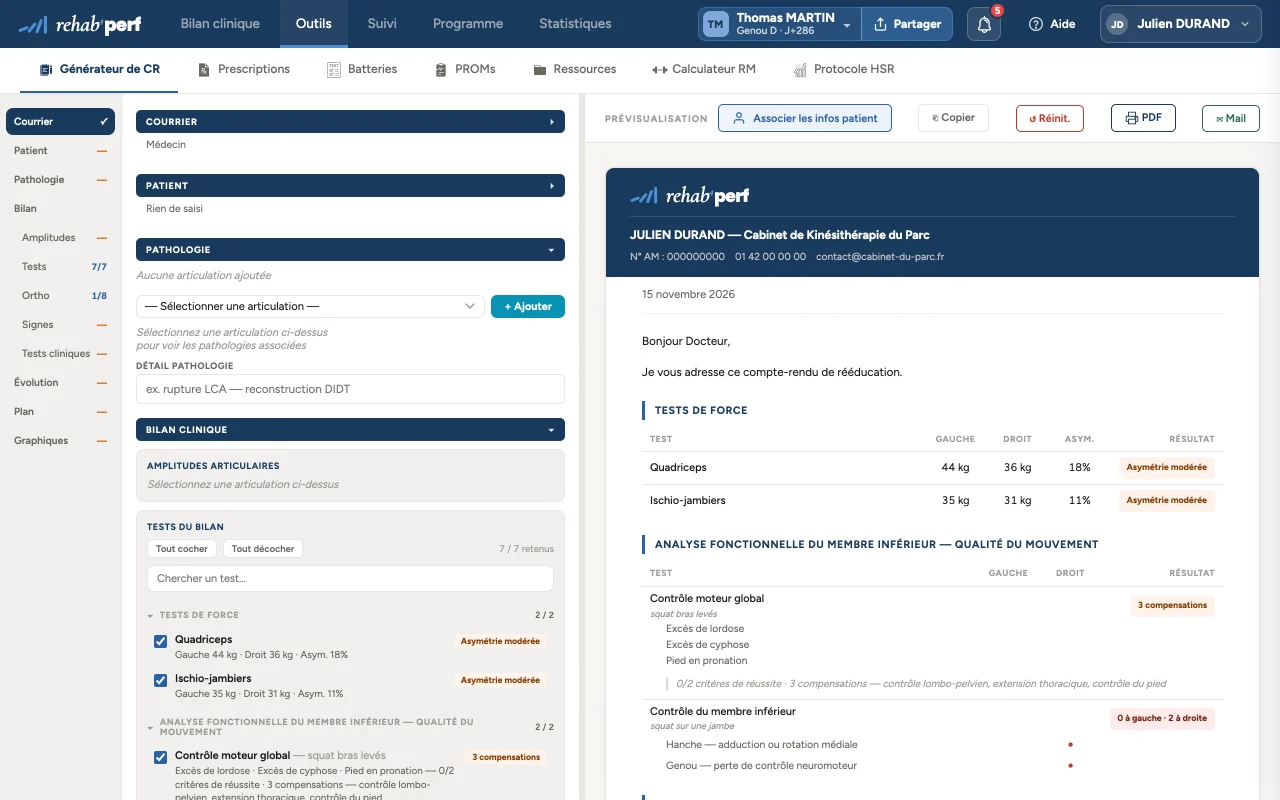 rehab'perf
Bilan clinique
Outils
Suivi
Programme
Statistiques
TM
Thomas MARTIN
Genou D · J+286
Partager
5
Aide
JD
Julien DURAND
Générateur de CR
Prescriptions
Batteries
PROMs
Ressources
Calculateur RM
Protocole HSR
Courrier ✓
Patient —
Pathologie —
Bilan
Amplitudes —
Tests 7/7
Ortho 1/8
Signes —
Tests cliniques —
Évolution —
Plan —
Graphiques —
COURRIER
Médecin
PATIENT
Rien de saisi
PATHOLOGIE
Aucune articulation ajoutée
— Sélectionner une articulation —
+ Ajouter
Sélectionnez une articulation ci-dessus
pour voir les pathologies associées
DÉTAIL PATHOLOGIE
ex. rupture LCA — reconstruction DIDT
BILAN CLINIQUE
AMPLITUDES ARTICULAIRES
Sélectionnez une articulation ci-dessus
TESTS DU BILAN
Tout cocher
Tout décocher
7 / 7 retenus
Chercher un test...
TESTS DE FORCE 2 / 2
Quadriceps Asymétrie modérée
Gauche 44 kg · Droit 36 kg · Asym. 18%
Ischio-jambiers Asymétrie modérée
Gauche 35 kg · Droit 31 kg · Asym. 11%
ANALYSE FONCTIONNELLE DU MEMBRE INFÉRIEUR — QUALITÉ DU
MOUVEMENT 2 / 2
Contrôle moteur global — squat bras levés 3 compensations
Excès de lordose · Excès de cyphose · Pied en pronation — 0/2
critères de réussite · 3 compensations — contrôle lombo-
pelvien, extension thoracique, contrôle du pied
PRÉVISUALISATION
Associer les infos patient
Copier
↺ Réinit.
PDF
✉ Mail
rehab'perf
JULIEN DURAND — Cabinet de Kinésithérapie du Parc
N° AM : 000000000 01 42 00 00 00 contact@cabinet-du-parc.fr
15 novembre 2026
Bonjour Docteur,
Je vous adresse ce compte-rendu de rééducation.
TESTS DE FORCE
TEST GAUCHE DROIT ASYM. RÉSULTAT
Quadriceps 44 kg 36 kg 18% Asymétrie modérée
Ischio-jambiers 35 kg 31 kg 11% Asymétrie modérée
ANALYSE FONCTIONNELLE DU MEMBRE INFÉRIEUR — QUALITÉ DU MOUVEMENT
TEST GAUCHE DROIT RÉSULTAT
Contrôle moteur global 3 compensations
squat bras levés
Excès de lordose
Excès de cyphose
Pied en pronation
0/2 critères de réussite · 3 compensations — contrôle lombo-pelvien, extension thoracique, contrôle du pied
Contrôle du membre inférieur 0 à gauche · 2 à droite
squat sur une jambe
Hanche — adduction ou rotation médiale •
Genou — perte de contrôle neuromoteur •